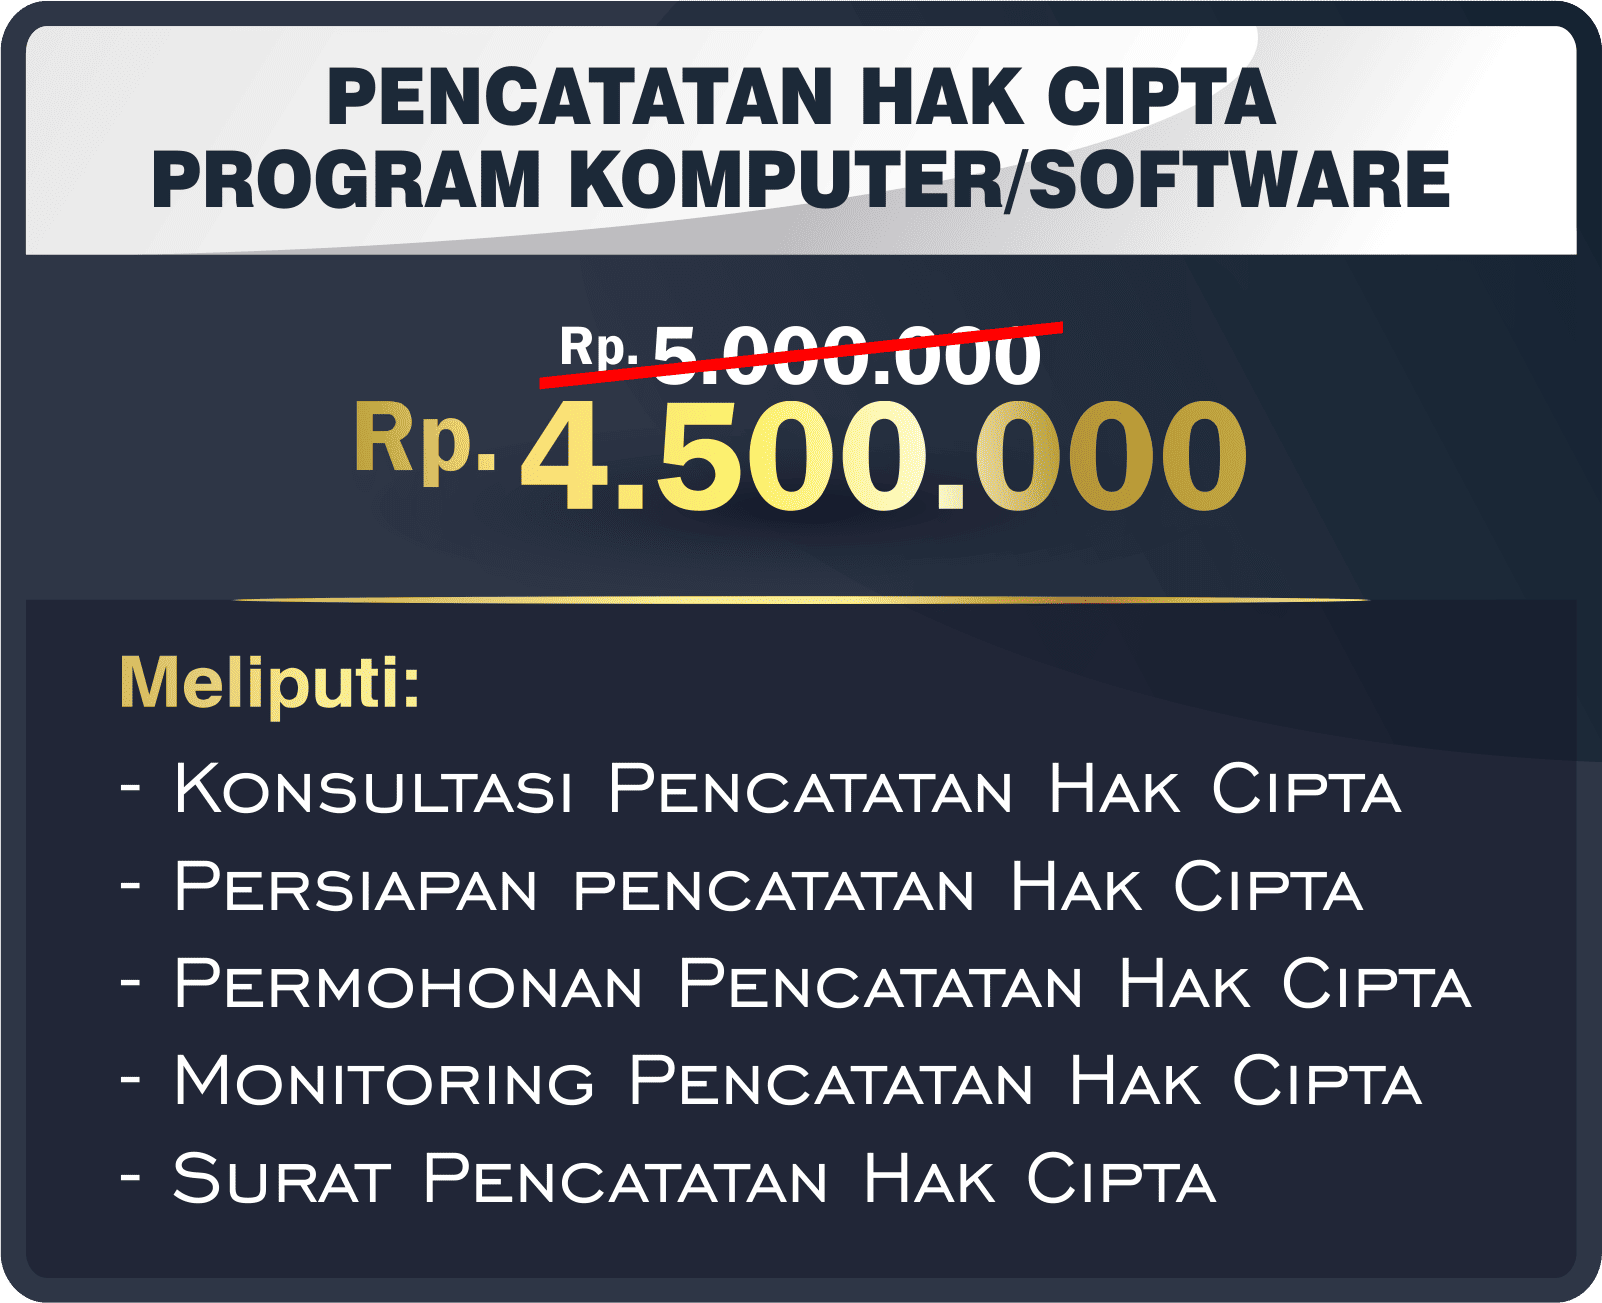 PENCATATAN HAK CIPTA
PROGRAM KOMPUTER/SOFTWARE
Rp. 5.000.000
Rp. 4.500.000
Meliputi:
- Konsultasi Pencatatan Hak Cipta
- Persiapan pencatatan Hak Cipta
- Permohonan Pencatatan Hak Cipta
- Monitoring Pencatatan Hak Cipta
- Surat Pencatatan Hak Cipta